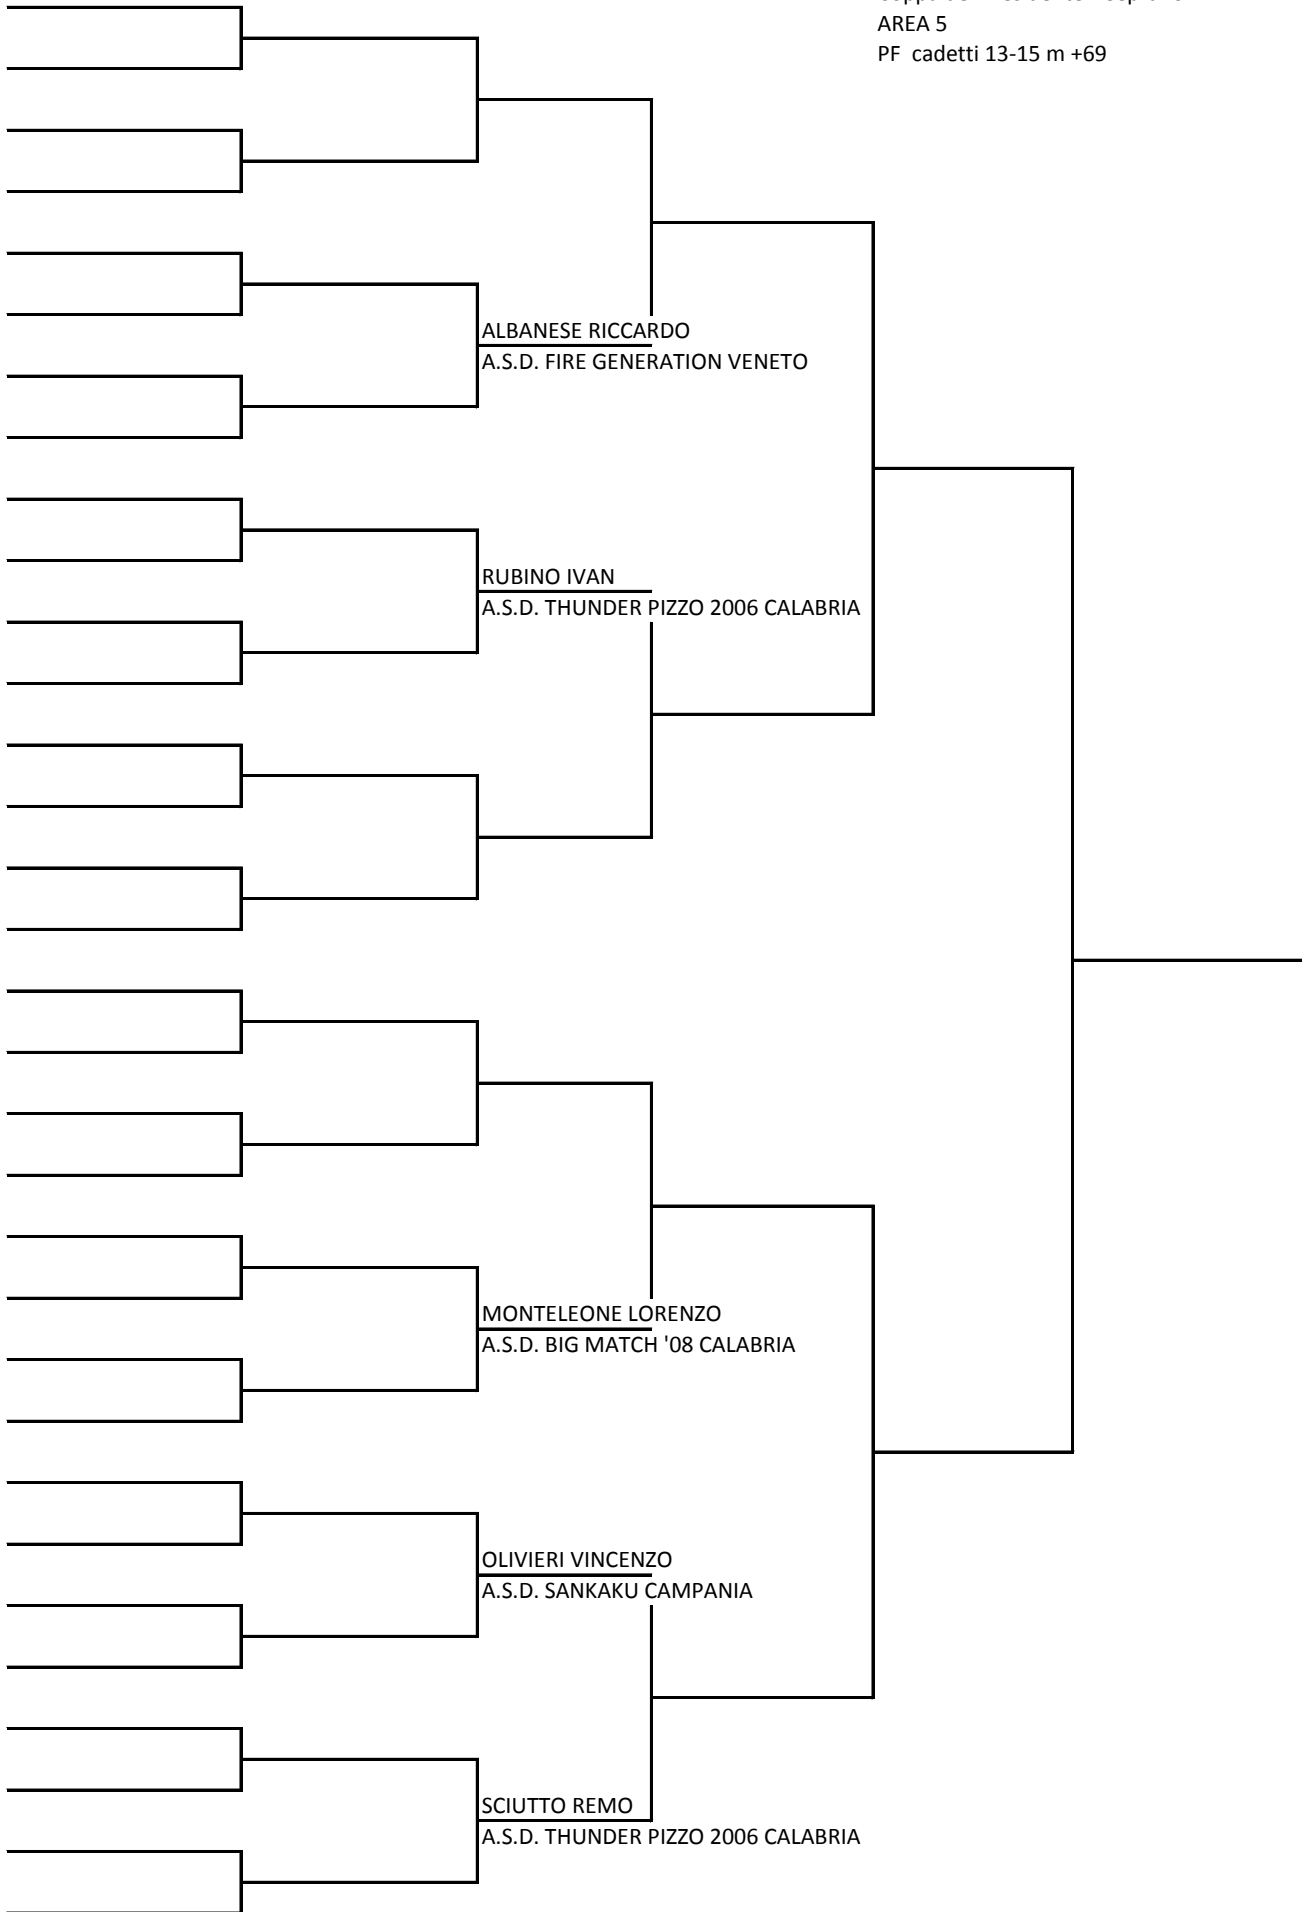 AREA 5
PF cadetti 13-15 m +69
ALBANESE RICCARDO
A.S.D. FIRE GENERATION VENETO
RUBINO IVAN
A.S.D. THUNDER PIZZO 2006 CALABRIA
MONTELEONE LORENZO
A.S.D. BIG MATCH '08 CALABRIA
OLIVIERI VINCENZO
A.S.D. SANKAKU CAMPANIA
SCIUTTO REMO
A.S.D. THUNDER PIZZO 2006 CALABRIA